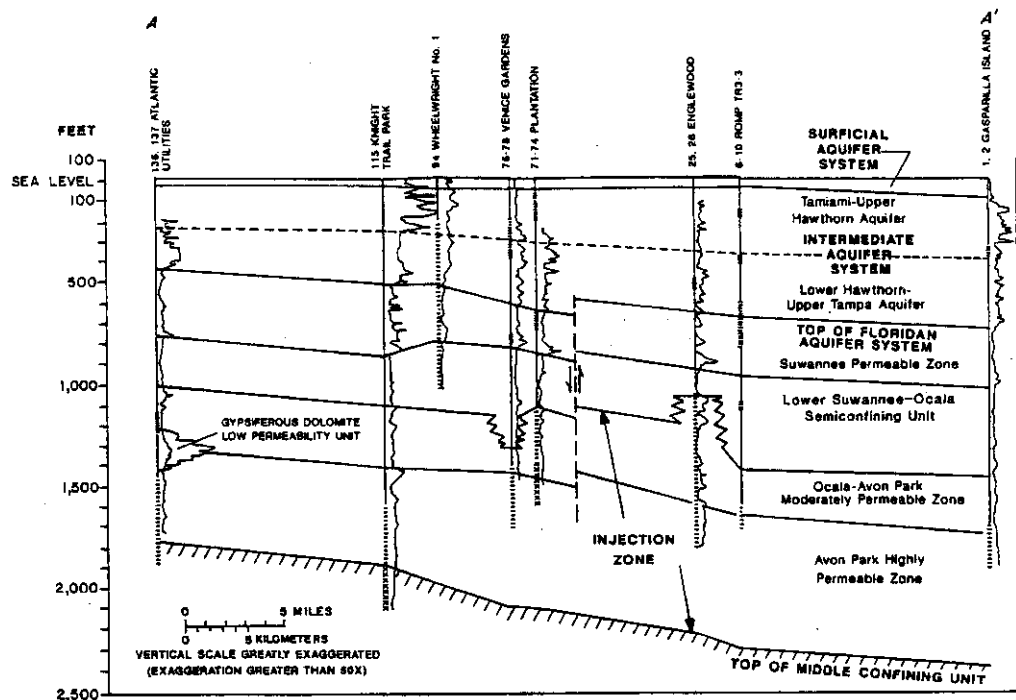 A
A'
136, 137 ATLANTIC
UTILITIES
115 KNIGHT
TRAIL PARK
94 WHEELWRIGHT No. 1
76-78 VENICE GARDENS
71-74 PLANTATION
25, 26 ENGLEWOOD
6-10 ROMP TR3-3
1, 2 GASPARILLA ISLAND
FEET
100
SEA LEVEL
100
500
1,000
1,500
2,000
2,500
SURFICIAL
AQUIFER
SYSTEM
Tamiami-Upper
Hawthorn Aquifer
INTERMEDIATE
AQUIFER
SYSTEM
Lower Hawthorn-
Upper Tampa Aquifer
TOP OF FLORIDAN
AQUIFER SYSTEM
Suwannee Permeable Zone
Lower Suwannee-Ocala
Semiconfining Unit
GYPSIFEROUS DOLOMITE
LOW PERMEABILITY UNIT
Ocala-Avon Park
Moderately Permeable Zone
INJECTION
ZONE
Avon Park Highly
Permeable Zone
0 5 MILES
0 5 KILOMETERS
VERTICAL SCALE GREATLY EXAGGERATED
(EXAGGERATION GREATER THAN 50X)
TOP OF MIDDLE CONFINING UNIT